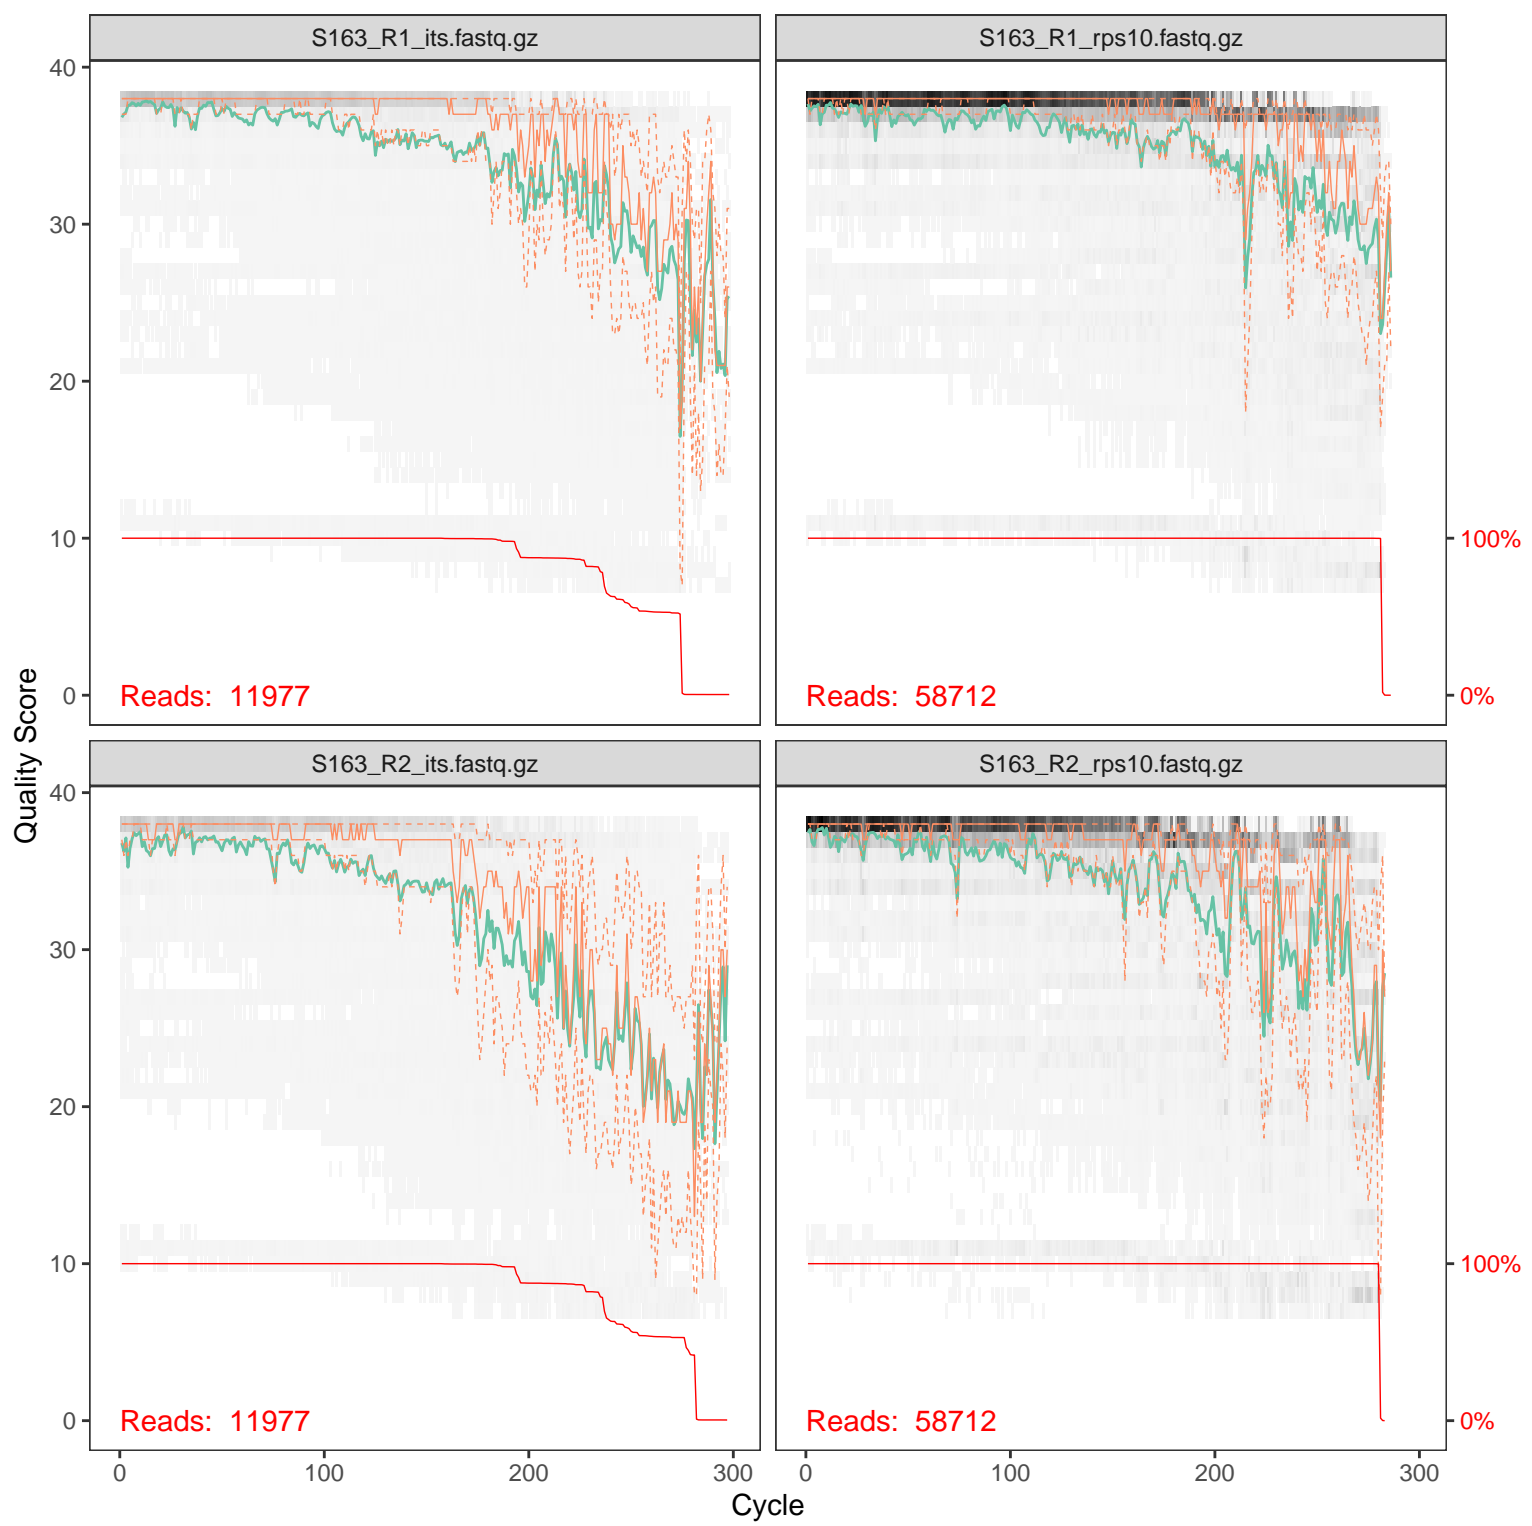 S163_R1_its.fastq.gz
S163_R1_rps10.fastq.gz
40
30
20
10
0
100%
0%
Reads: 11977
Reads: 58712
Quality Score
S163_R2_its.fastq.gz
S163_R2_rps10.fastq.gz
40
30
20
10
0
100%
0%
Reads: 11977
Reads: 58712
0
100
200
300
0
100
200
300
Cycle